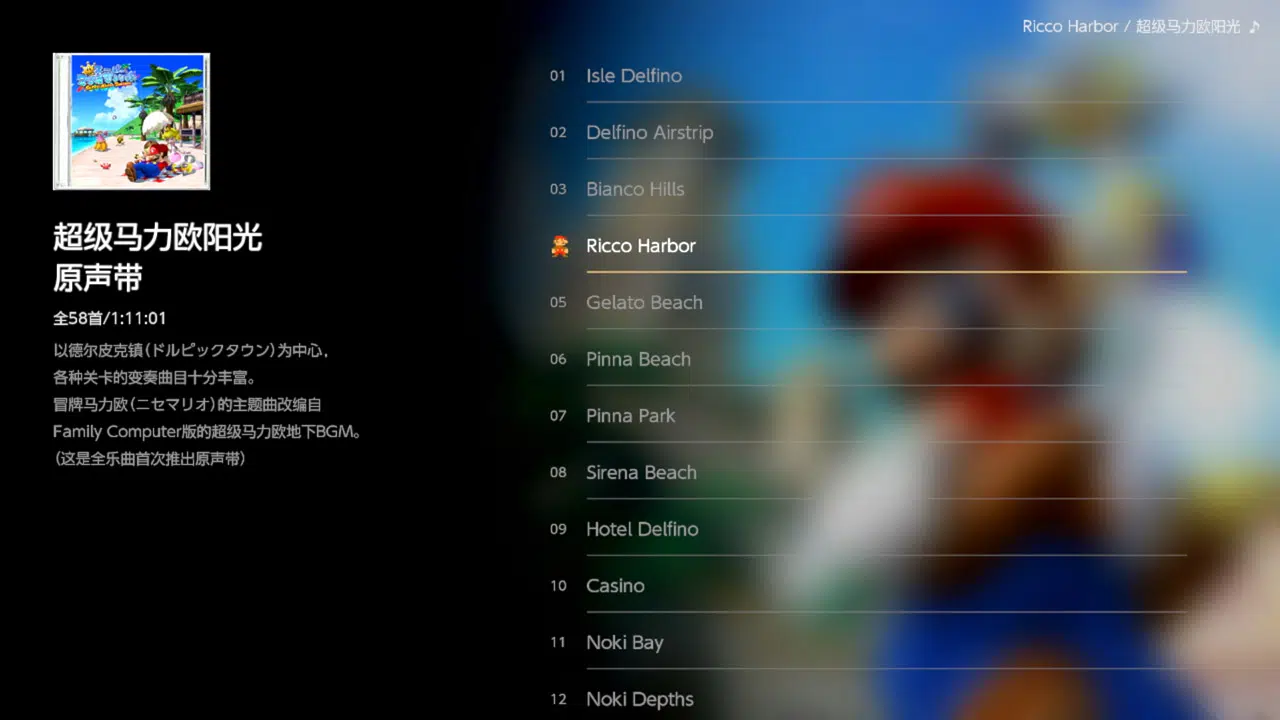 Ricco Harbor / 超级马力欧阳光 ♪
超级马力欧阳光
原声带
全58首/1:11:01
以德尔皮克镇(ドルピックタウン)为中心,
各种关卡的变奏曲目十分丰富。
冒牌马力欧(ニセマリオ)的主题曲改编自
Family Computer版的超级马力欧地下BGM。
(这是全乐曲首次推出原声带)
01 Isle Delfino
02 Delfino Airstrip
03 Bianco Hills
Ricco Harbor
05 Gelato Beach
06 Pinna Beach
07 Pinna Park
08 Sirena Beach
09 Hotel Delfino
10 Casino
11 Noki Bay
12 Noki Depths